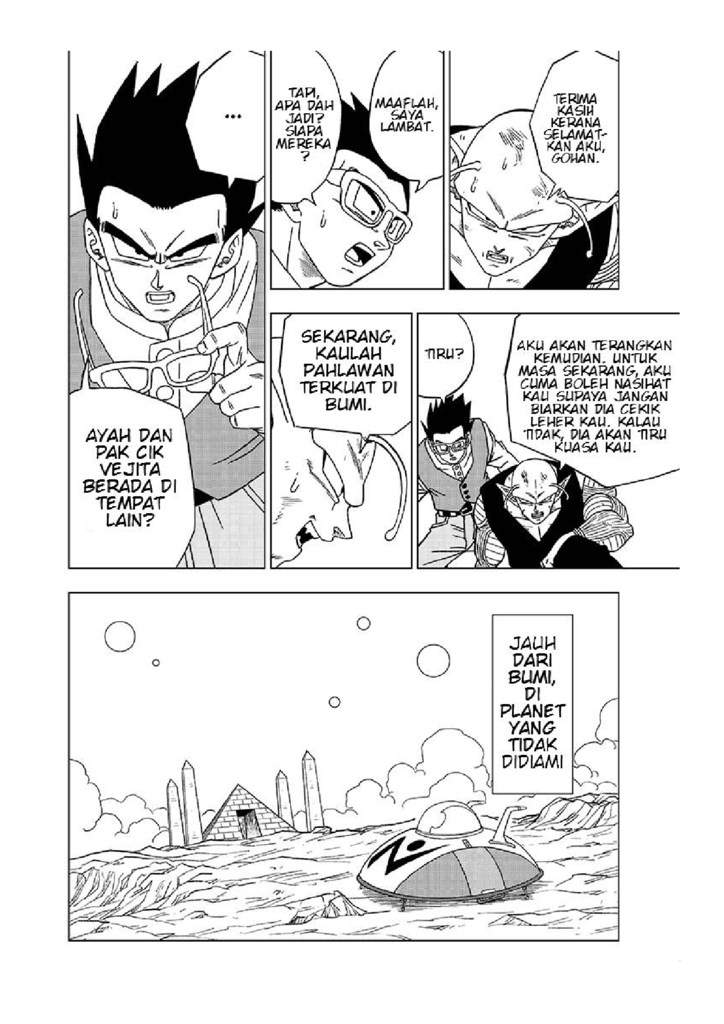 TERIMA
KASIH
KERANA
SELAMAT-
KAN AKU,
GOHAN.
MAAFLAH,
SAYA
LAMBAT.
TAPI,
APA DAH
JADI?
SIAPA
MEREKA
?
...
AKU AKAN TERANGKAN
KEMUDIAN. UNTUK
MASA SEKARANG, AKU
CUMA BOLEH NASIHAT
KAU SUPAYA JANGAN
BIARKAN DIA CEKIK
LEHER KAU. KALAU
TIDAK, DIA AKAN TIRU
KUASA KAU.
TIRU?
SEKARANG,
KAULAH
PAHLAWAN
TERKUAT DI
BUMI.
AYAH DAN
PAK CIK
VEJITA
BERADA DI
TEMPAT
LAIN?
JAUH
DARI
BUMI,
DI
PLANET
YANG
TIDAK
DIDIAMI